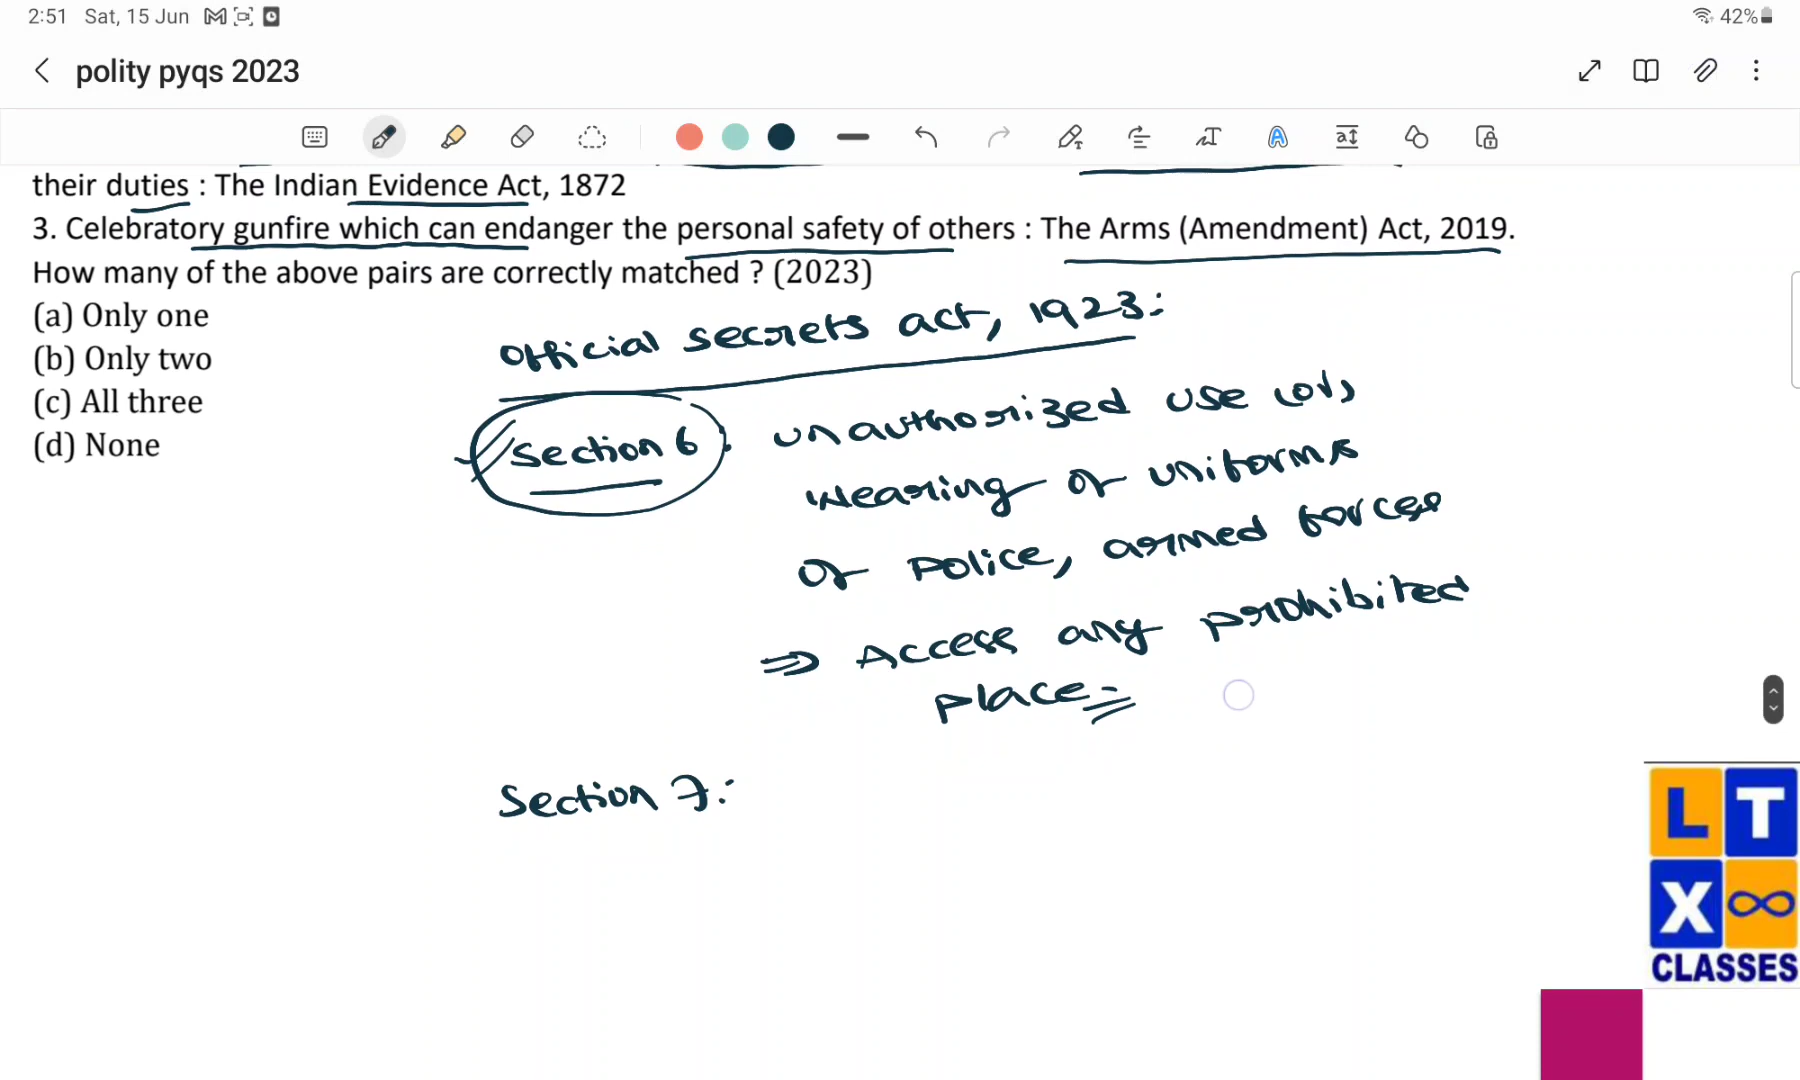 2:51 Sat, 15 Jun
42%
polity pyqs 2023
their duties : The Indian Evidence Act, 1872
3. Celebratory gunfire which can endanger the personal safety of others : The Arms (Amendment) Act, 2019.
How many of the above pairs are correctly matched ? (2023)
(a) Only one
(b) Only two
(c) All three
(d) None
official secrets act, 1923:
Section 6: unauthorized use (or)
wearing of uniforms
of police, armed forces
⇒ Access any prohibited
place
Section 7:
LT
X∞
CLASSES